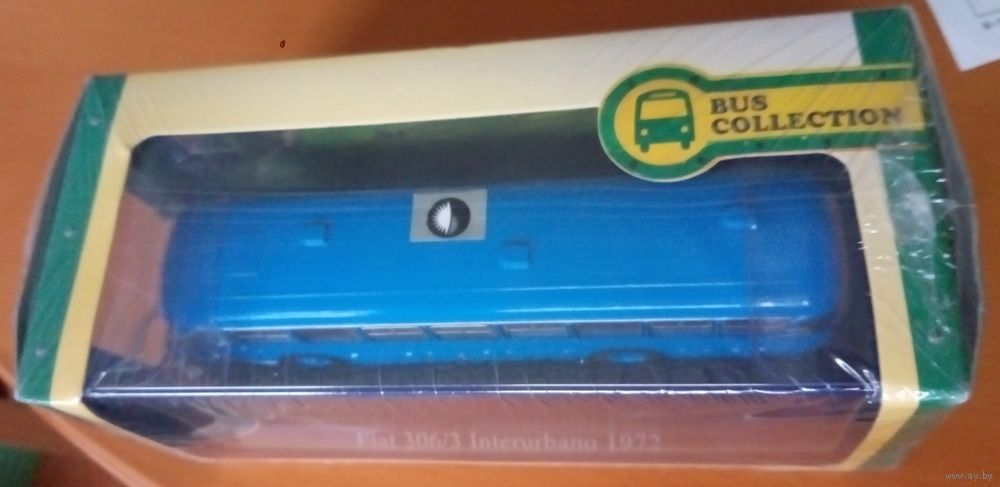 BUS
COLLECTION
Fiat 306/3 Interurbano 1972
www.ay.by